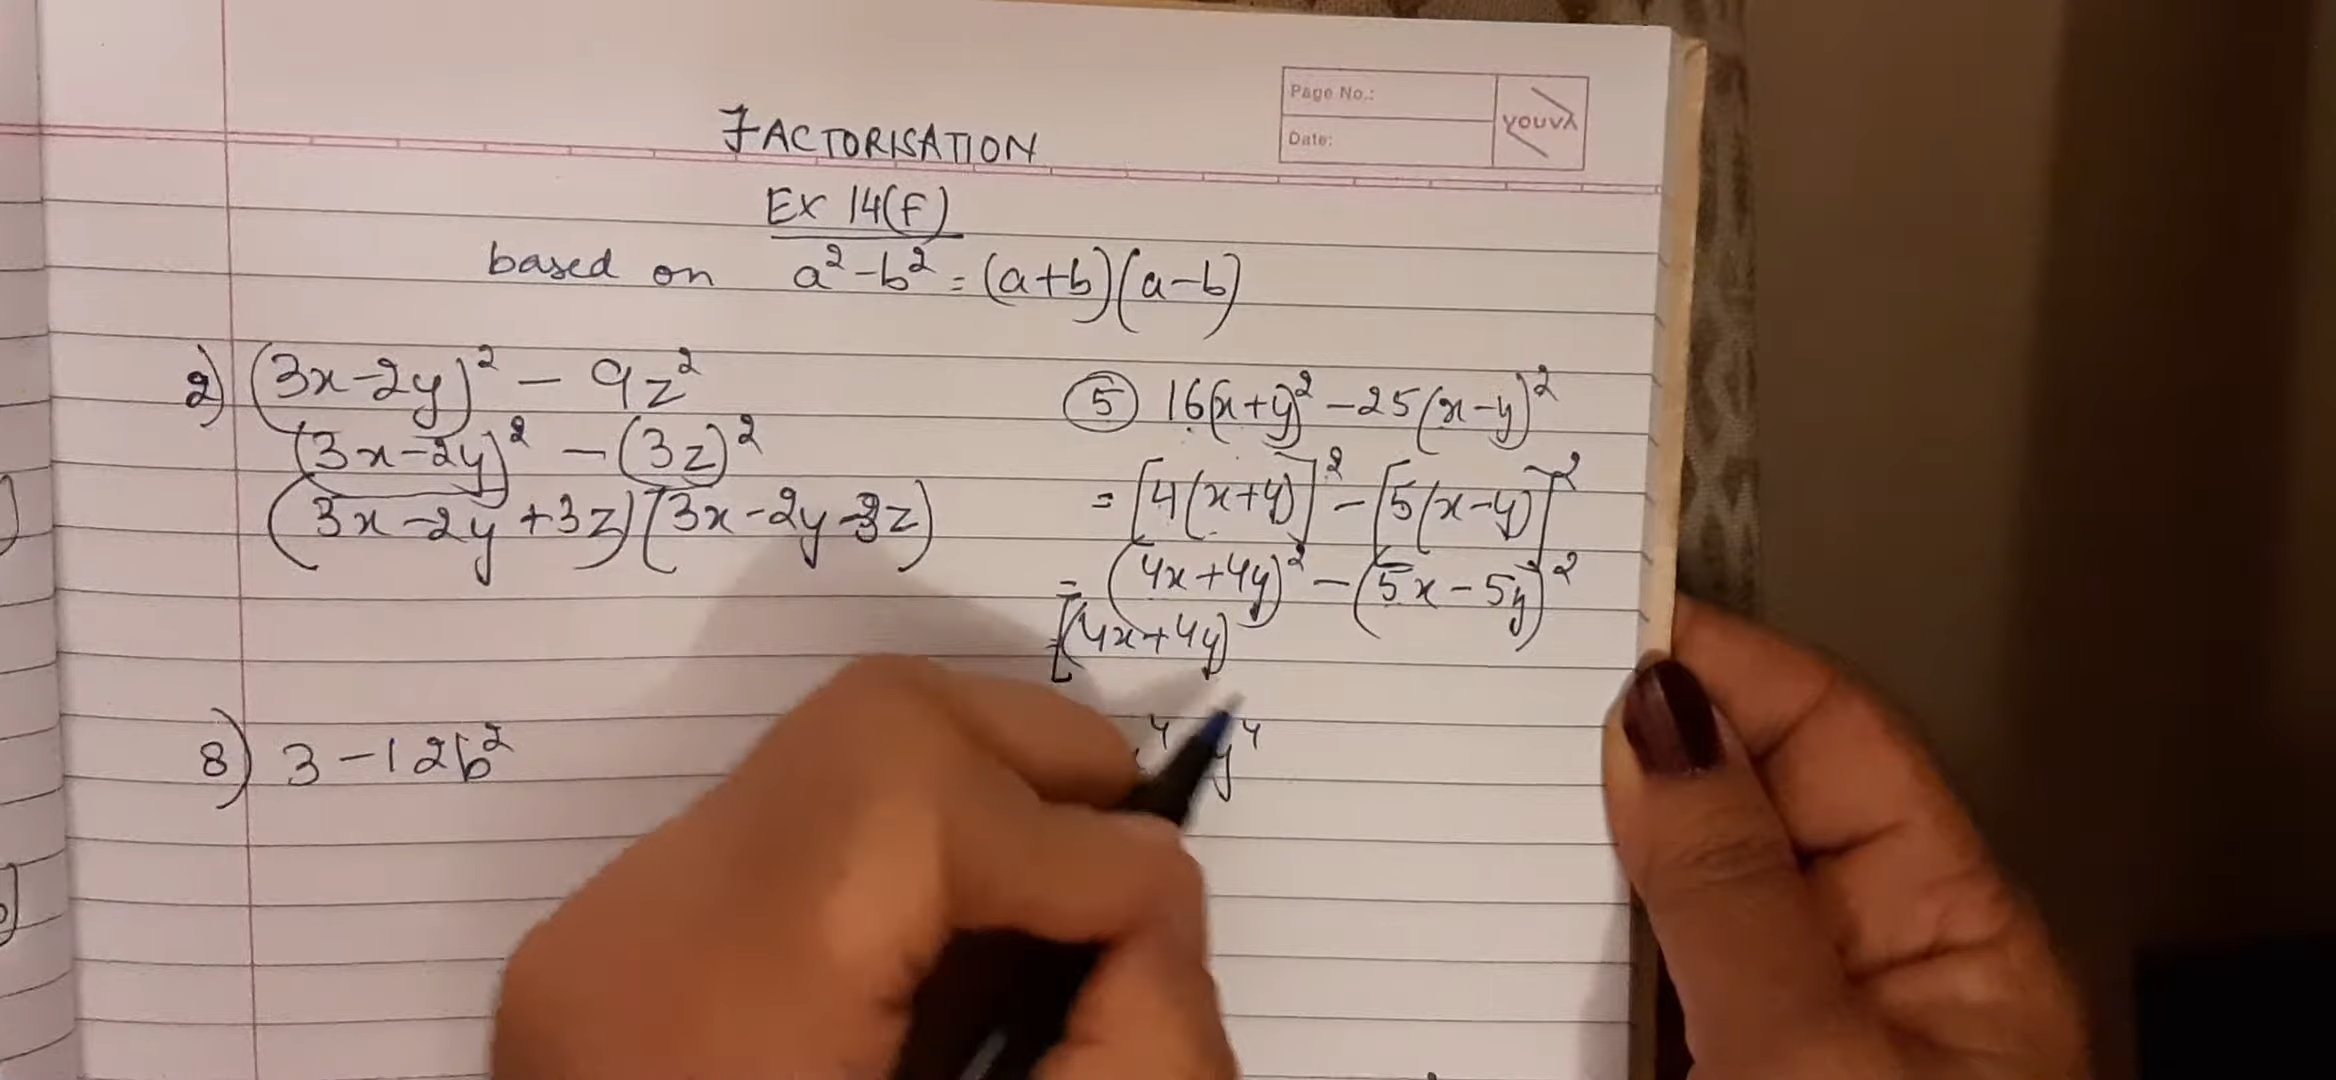 Page No.:
Date:
YOUVA
FACTORISATION
Ex 14(F)
based on a²-b² = (a+b)(a-b)
2) (3x-2y)² - 9z²
(3x-2y)² - (3z)²
(3x-2y+3z)(3x-2y-3z)
8) 3-12b²
5 16(x+y)² - 25(x-y)²
= [4(x+y)]² - [5(x-y)]²
= (4x+4y)² - (5x-5y)²
=[(4x+4y)
⁴ y⁴